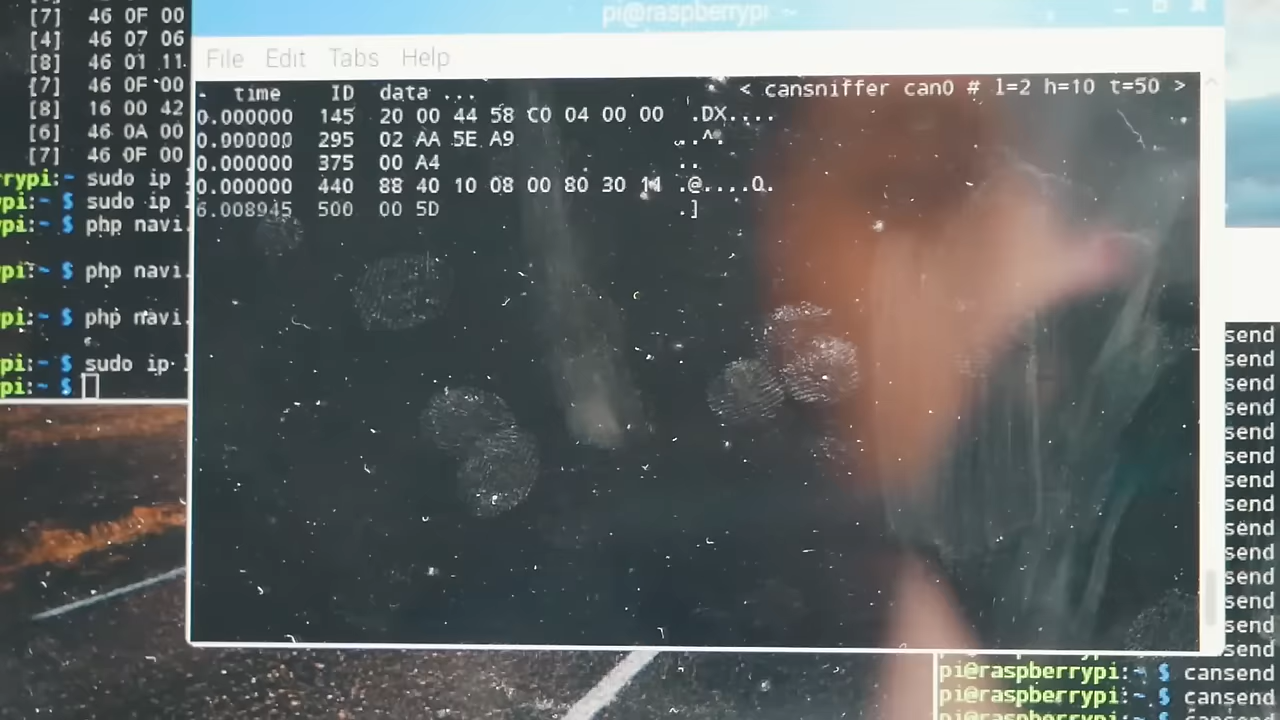 [7] 46 0F 00
[4] 46 07 06
[8] 46 01 11
[7] 46 0F 00
[8] 16 00 42
[6] 46 0A 00
[7] 46 0F 00
rrypi:~ sudo ip
pi:~ $ sudo ip
pi:~ $ php navi.
pi:~ $ php navi.
pi:~ $ php navi.
pi:~ $ sudo ip
pi:~ $
pi@raspberrypi: ~
File Edit Tabs Help
- time ID data ... < cansniffer can0 # l=2 h=10 t=50 >
0.000000 145 20 00 44 58 C0 04 00 00 .DX....
0.000000 295 02 AA 5E A9 ..^.
0.000000 375 00 A4 ..
0.000000 440 88 40 10 08 00 80 30 14 .@....0.
6.008945 500 00 5D .]
send
send
send
send
send
send
send
send
send
send
send
send
send
send
pi@raspberrypi:~ $ cansend
pi@raspberrypi:~ $ cansend